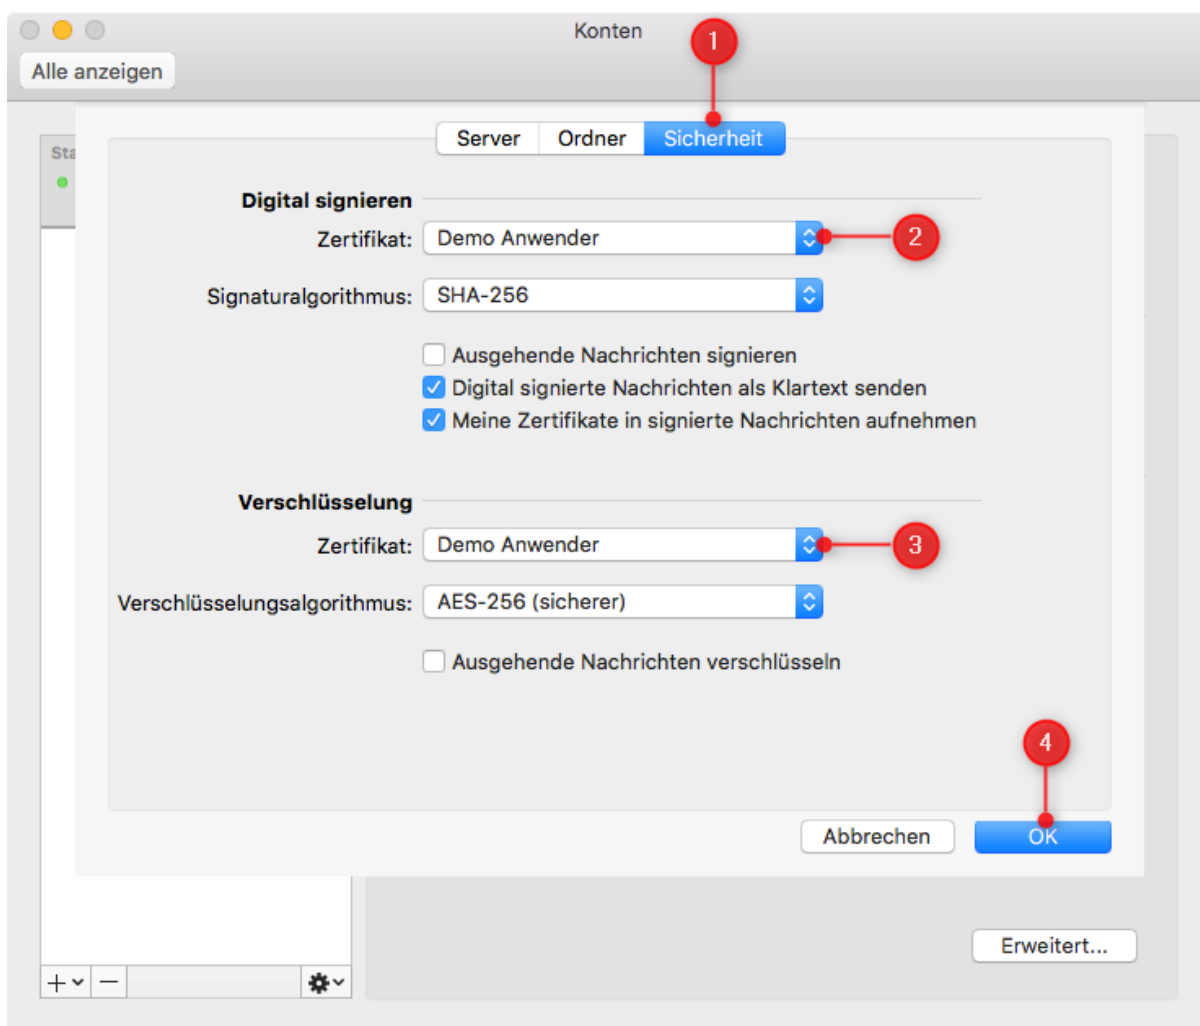 Konten
1
Alle anzeigen
Server Ordner Sicherheit
Sta
Digital signieren
Zertifikat: Demo Anwender 2
Signaturalgorithmus: SHA-256
Ausgehende Nachrichten signieren
Digital signierte Nachrichten als Klartext senden
Meine Zertifikate in signierte Nachrichten aufnehmen
Verschlüsselung
Zertifikat: Demo Anwender 3
Verschlüsselungsalgorithmus: AES-256 (sicherer)
Ausgehende Nachrichten verschlüsseln
4
Abbrechen OK
Erweitert...